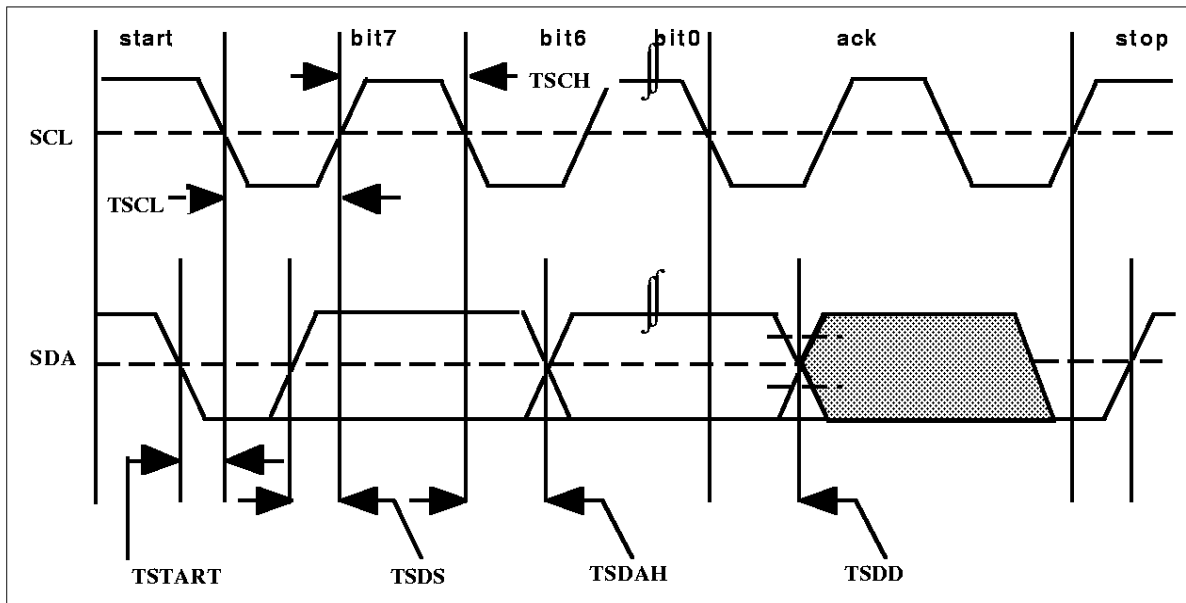 start bit7 bit6 bit0 ack stop
TSCH
SCL
TSCL
SDA
TSTART TSDS TSDAH TSDD